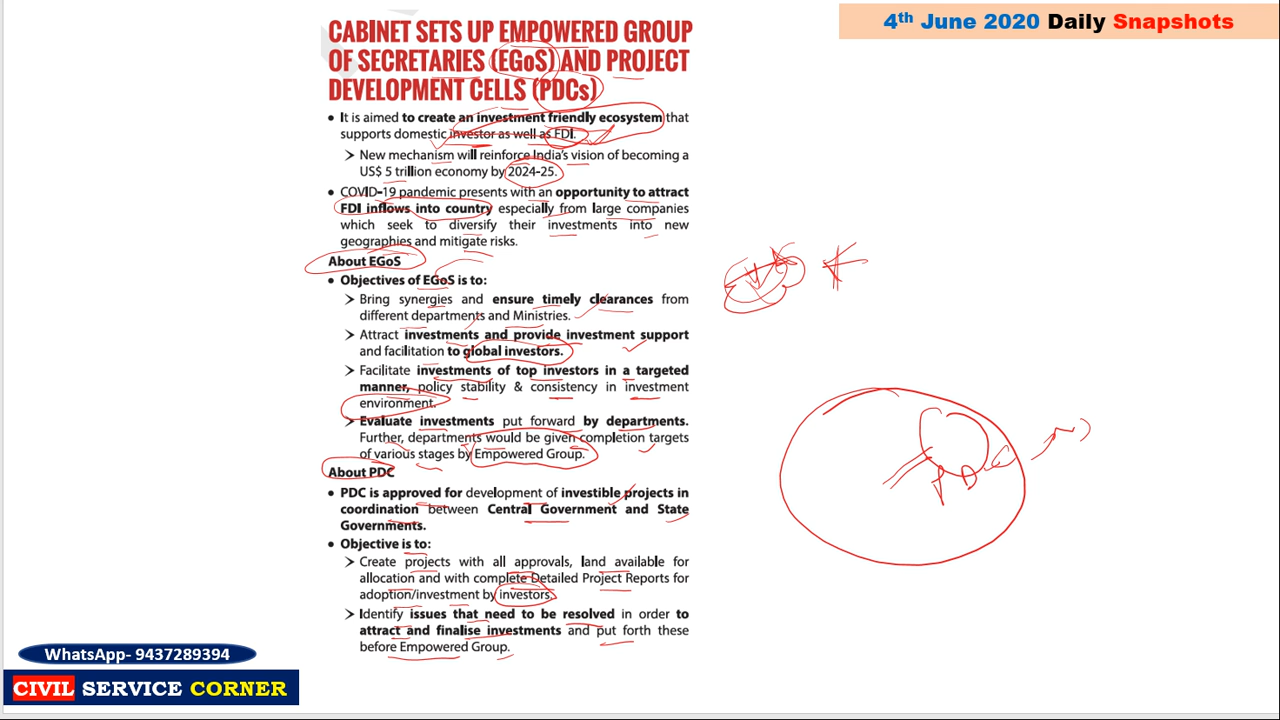 4th June 2020 Daily Snapshots
CABINET SETS UP EMPOWERED GROUP
OF SECRETARIES (EGoS) AND PROJECT
DEVELOPMENT CELLS (PDCs)
• It is aimed to create an investment friendly ecosystem that
supports domestic investor as well as FDI.
➤ New mechanism will reinforce India's vision of becoming a
US$ 5 trillion economy by 2024-25.
• COVID-19 pandemic presents with an opportunity to attract
FDI inflows into country especially from large companies
which seek to diversify their investments into new
geographies and mitigate risks.
About EGoS
• Objectives of EGoS is to:
➤ Bring synergies and ensure timely clearances from
different departments and Ministries.
➤ Attract investments and provide investment support
and facilitation to global investors.
➤ Facilitate investments of top investors in a targeted
manner, policy stability & consistency in investment
environment.
➤ Evaluate investments put forward by departments.
Further, departments would be given completion targets
of various stages by Empowered Group.
About PDC
• PDC is approved for development of investible projects in
coordination between Central Government and State
Governments.
• Objective is to:
➤ Create projects with all approvals, land available for
allocation and with complete Detailed Project Reports for
adoption/investment by investors.
➤ Identify issues that need to be resolved in order to
attract and finalise investments and put forth these
before Empowered Group.
WhatsApp- 9437289394
CIVIL SERVICE CORNER